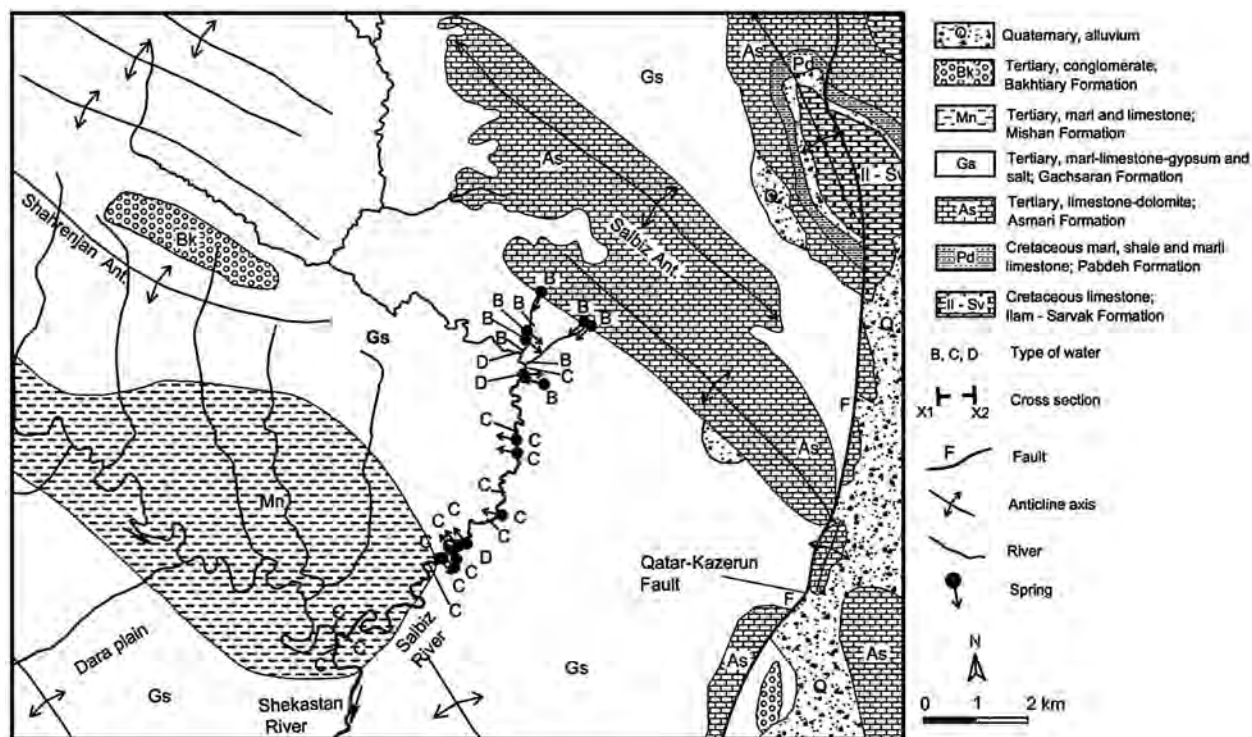 As
Pd
Gs
As
Il - Sv
Q
Shahrenjan Ant.
Bk
Salbiz Ant.
B
B
B
B
B
B
B
Q
Gs
D
B
C
D
B
F
C
C
C
As
C
C
C
C
Mn
C
D
C
C
C
Qatar-Kazerun
Fault
F
C
C
C
Dara plain
Salbiz
River
Gs
Gs
As
As
Q
Shekastan
River
Q
Quaternary, alluvium
Bk
Tertiary, conglomerate;
Bakhtiary Formation
Mn
Tertiary, marl and limestone;
Mishan Formation
Gs
Tertiary, marl-limestone-gypsum and
salt; Gachsaran Formation
As
Tertiary, limestone-dolomite;
Asmari Formation
Pd
Cretaceous marl, shale and marli
limestone; Pabdeh Formation
Il - Sv
Cretaceous limestone;
Ilam - Sarvak Formation
B, C, D
Type of water
X1 X2
Cross section
F
Fault
Anticline axis
River
Spring
N
0 1 2 km